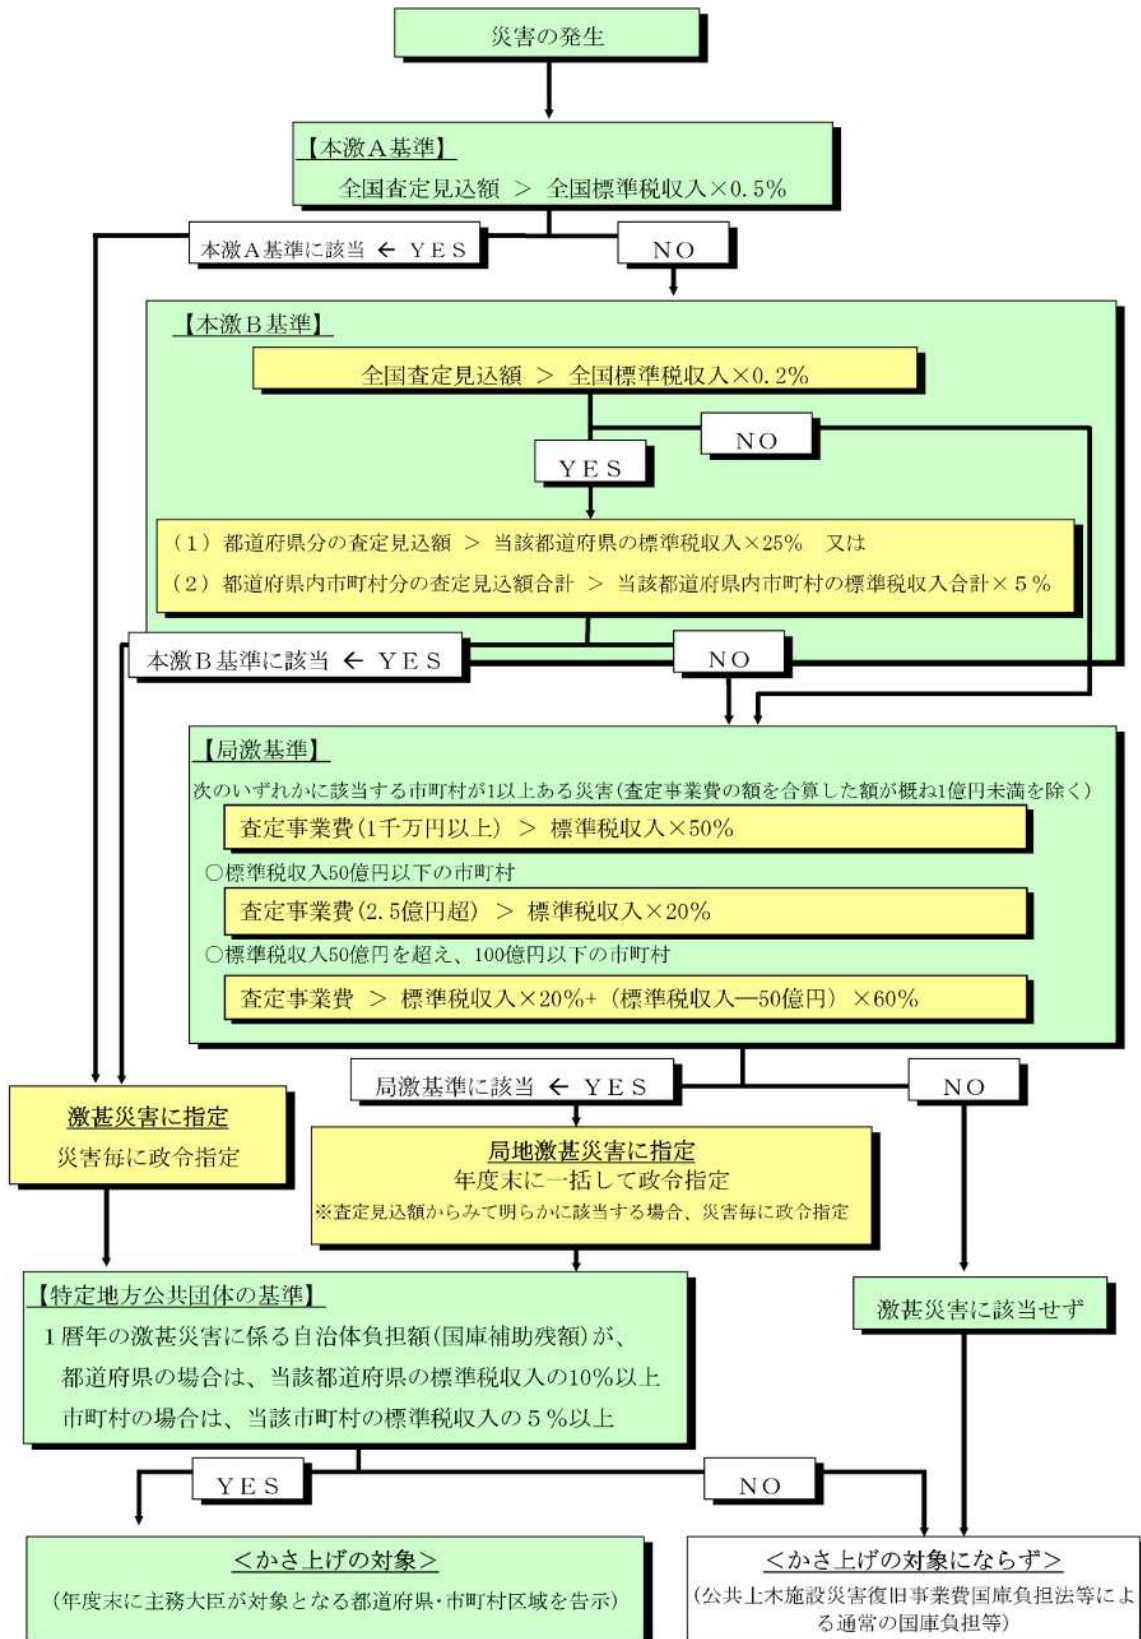 災害の発生
【本激A基準】
全国査定見込額 ＞ 全国標準税収入×0.5%
本激A基準に該当 ← YES
NO
【本激B基準】
全国査定見込額 ＞ 全国標準税収入×0.2%
NO
YES
(1) 都道府県分の査定見込額 ＞ 当該都道府県の標準税収入×25% 又は
(2) 都道府県内市町村分の査定見込額合計 ＞ 当該都道府県内市町村の標準税収入合計×５%
本激B基準に該当 ← YES
NO
【局激基準】
次のいずれかに該当する市町村が1以上ある災害(査定事業費の額を合算した額が概ね1億円未満を除く)
査定事業費(1千万円以上) ＞ 標準税収入×50%
○標準税収入50億円以下の市町村
査定事業費(2.5億円超) ＞ 標準税収入×20%
○標準税収入50億円を超え、100億円以下の市町村
査定事業費 ＞ 標準税収入×20%+（標準税収入―50億円）×60%
局激基準に該当 ← YES
NO
激甚災害に指定
災害毎に政令指定
局地激甚災害に指定
年度末に一括して政令指定
※査定見込額からみて明らかに該当する場合、災害毎に政令指定
【特定地方公共団体の基準】
１暦年の激甚災害に係る自治体負担額(国庫補助残額)が、
都道府県の場合は、当該都道府県の標準税収入の10%以上
市町村の場合は、当該市町村の標準税収入の５%以上
激甚災害に該当せず
YES
NO
＜かさ上げの対象＞
(年度末に主務大臣が対象となる都道府県･市町村区域を告示)
＜かさ上げの対象にならず＞
(公共土木施設災害復旧事業費国庫負担法等によ
る通常の国庫負担等)